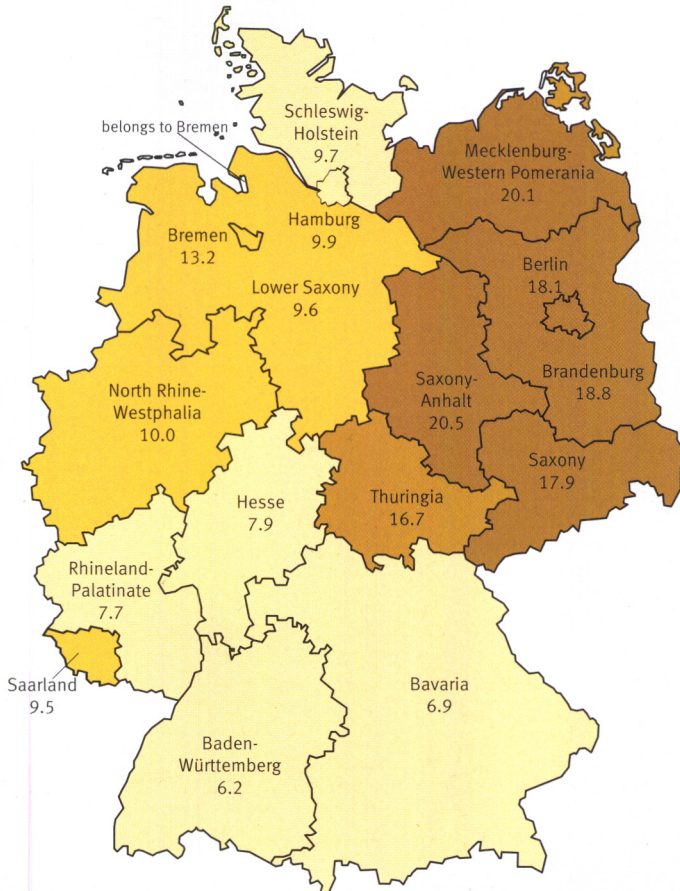 Schleswig-
Holstein
9.7
belongs to Bremen
Mecklenburg-
Western Pomerania
20.1
Hamburg
9.9
Bremen
13.2
Berlin
18.1
Lower Saxony
9.6
North Rhine-
Westphalia
10.0
Saxony-
Anhalt
20.5
Brandenburg
18.8
Saxony
17.9
Hesse
7.9
Thuringia
16.7
Rhineland-
Palatinate
7.7
Saarland
9.5
Bavaria
6.9
Baden-
Württemberg
6.2